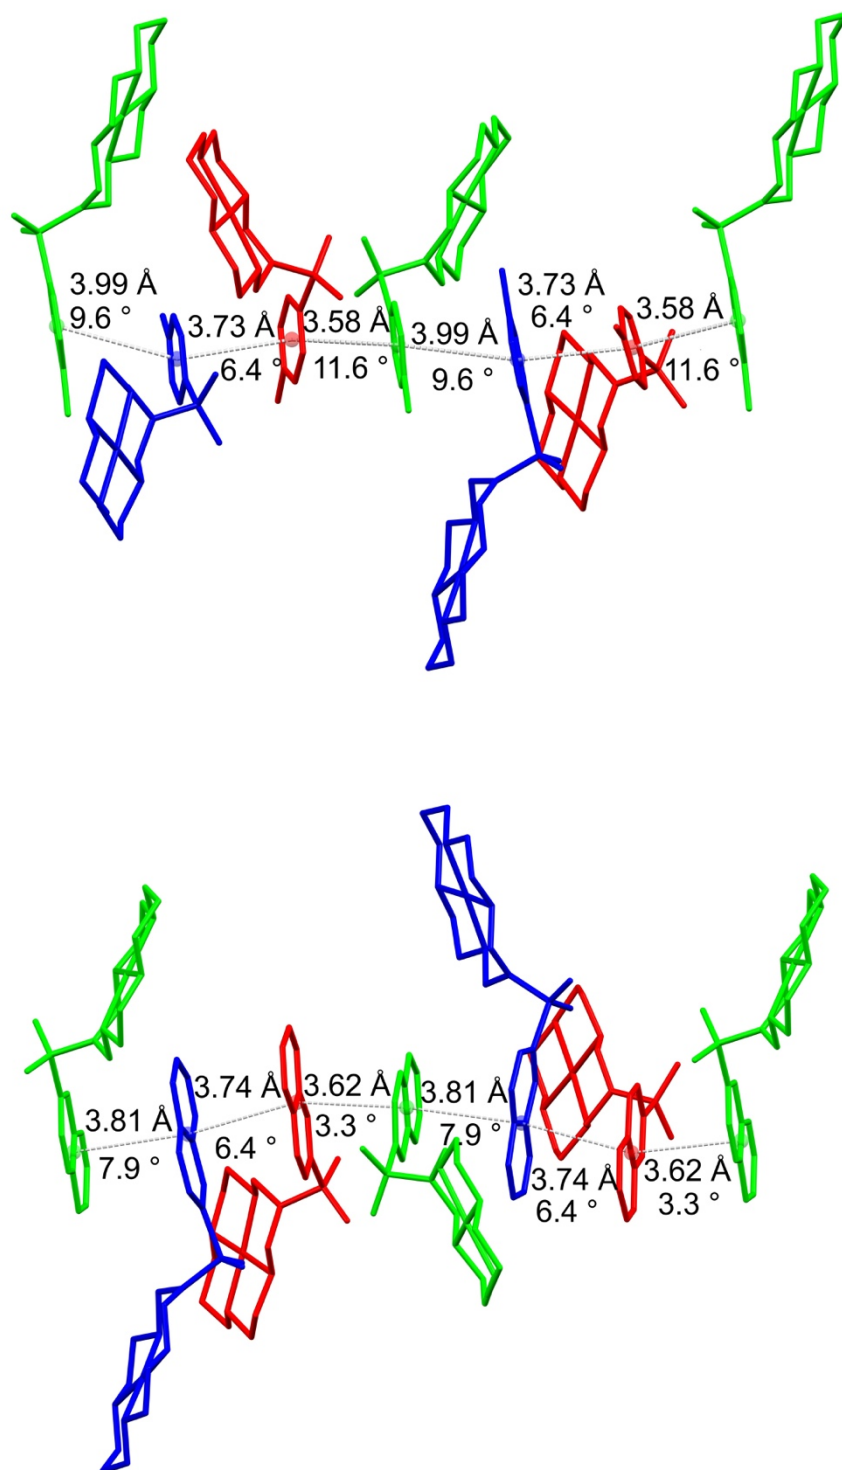 3.99 Å
9.6 °
3.73 Å
6.4 °
3.58 Å
11.6 °
3.99 Å
9.6 °
3.73 Å
6.4 °
3.58 Å
11.6 °
3.81 Å
7.9 °
3.74 Å
6.4 °
3.62 Å
3.3 °
3.81 Å
7.9 °
3.74 Å
6.4 °
3.62 Å
3.3 °